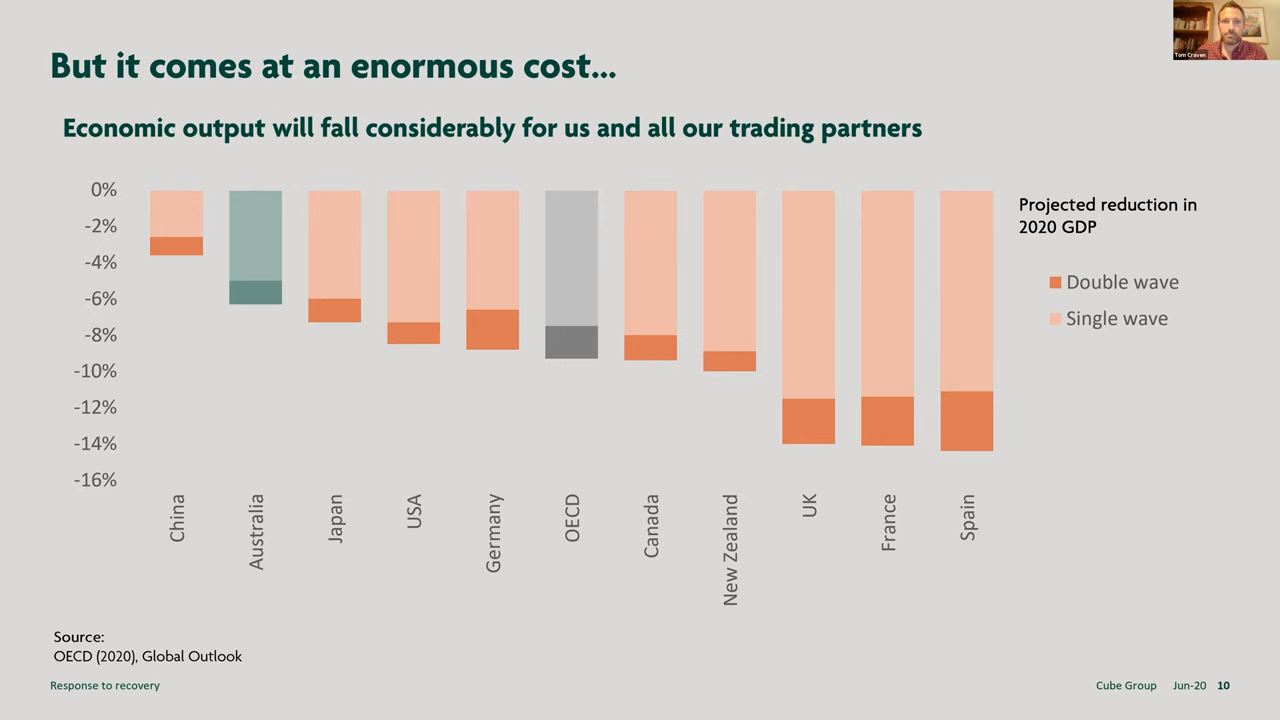 But it comes at an enormous cost...
Tom Craven
Economic output will fall considerably for us and all our trading partners
0%
-2%
-4%
-6%
-8%
-10%
-12%
-14%
-16%
China
Australia
Japan
USA
Germany
OECD
Canada
New Zealand
UK
France
Spain
Projected reduction in
2020 GDP
Double wave
Single wave
Source:
OECD (2020), Global Outlook
Response to recovery
Cube Group Jun-20 10